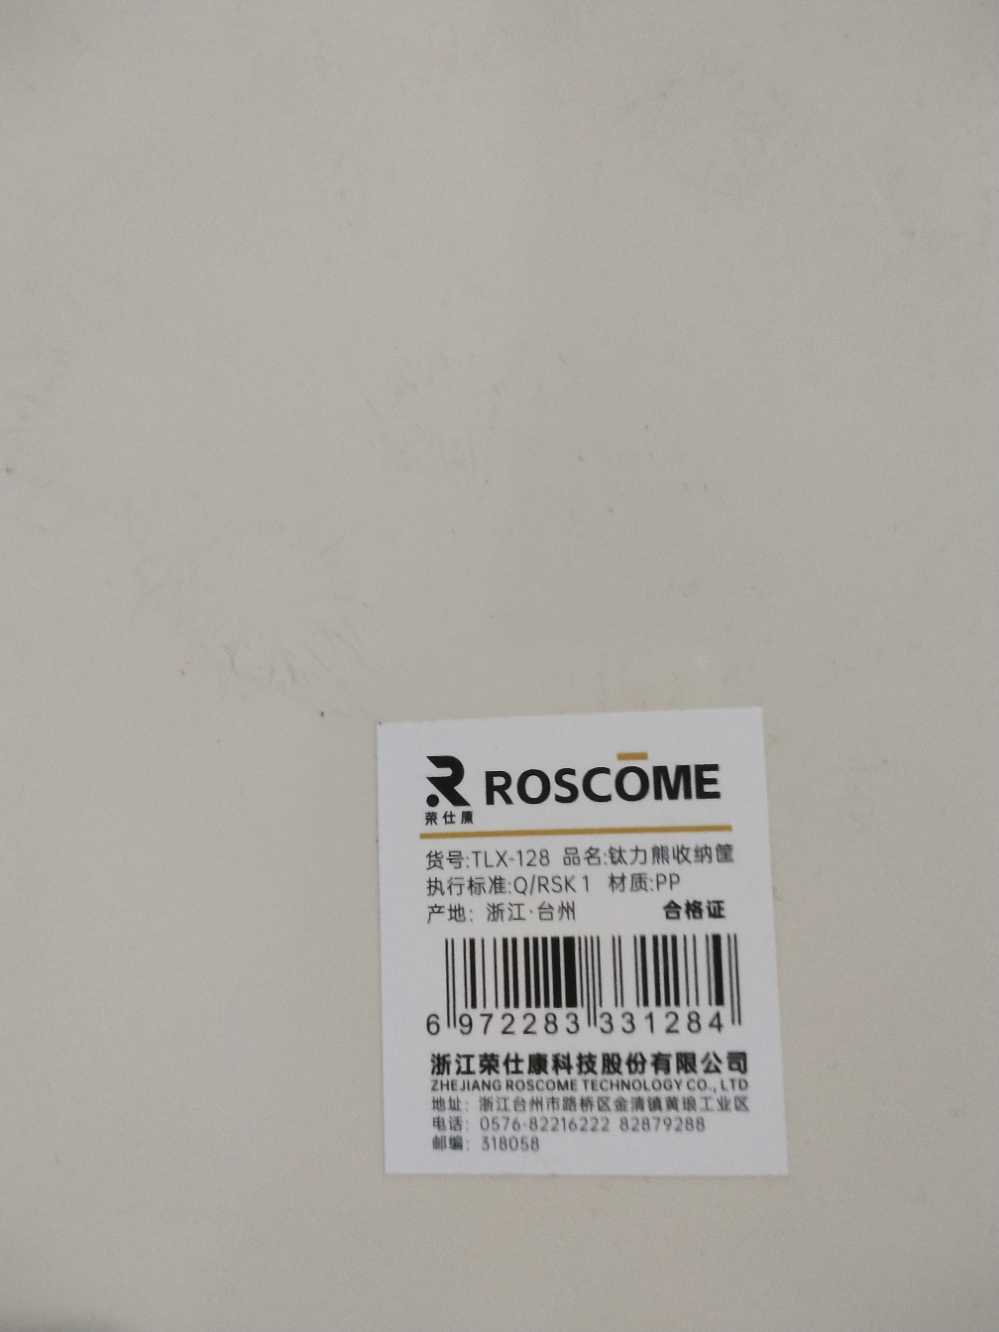 ROSCOME
荣仕康
货号:TLX-128 品名:钛力熊收纳筐
执行标准:Q/RSK 1 材质:PP
产地: 浙江·台州 合格证
6 972283 331284
浙江荣仕康科技股份有限公司
ZHEJIANG ROSCOME TECHNOLOGY CO., LTD
地址: 浙江台州市路桥区金清镇黄琅工业区
电话: 0576-82216222 82879288
邮编: 318058